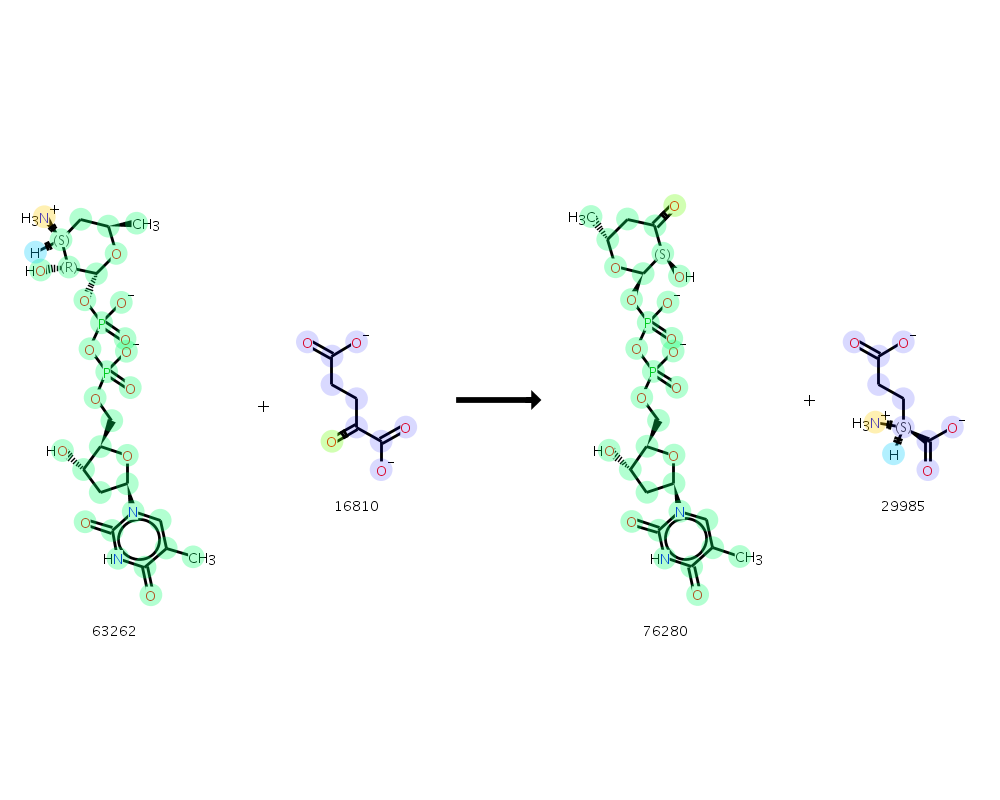 H3N+ (S) CH3
H O
HO (R)
O O−
P O
O O−
P O
O
HO O
N
O
HN CH3
O
63262
+
O O−
O O
O−
16810
O
H3C
(S)
O OH
O O−
P O
O O−
P O
O
HO O
N
O
HN CH3
O
76280
+
O O−
H3N+ (S) O−
H O
29985